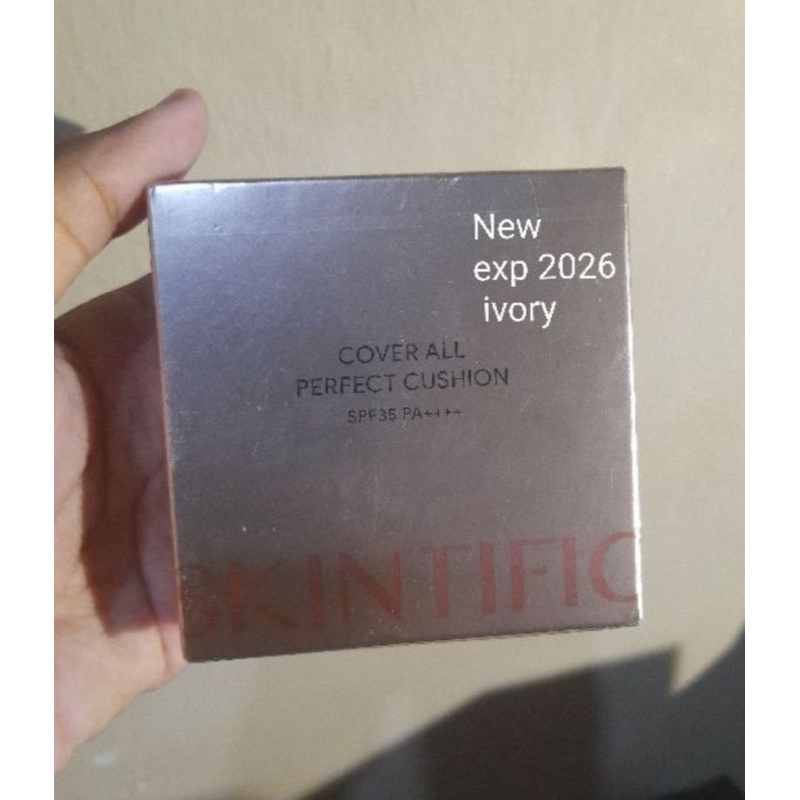 New
exp 2026
ivory
COVER ALL
PERFECT CUSHION
SPF35 PA++++
SKINTIFIC